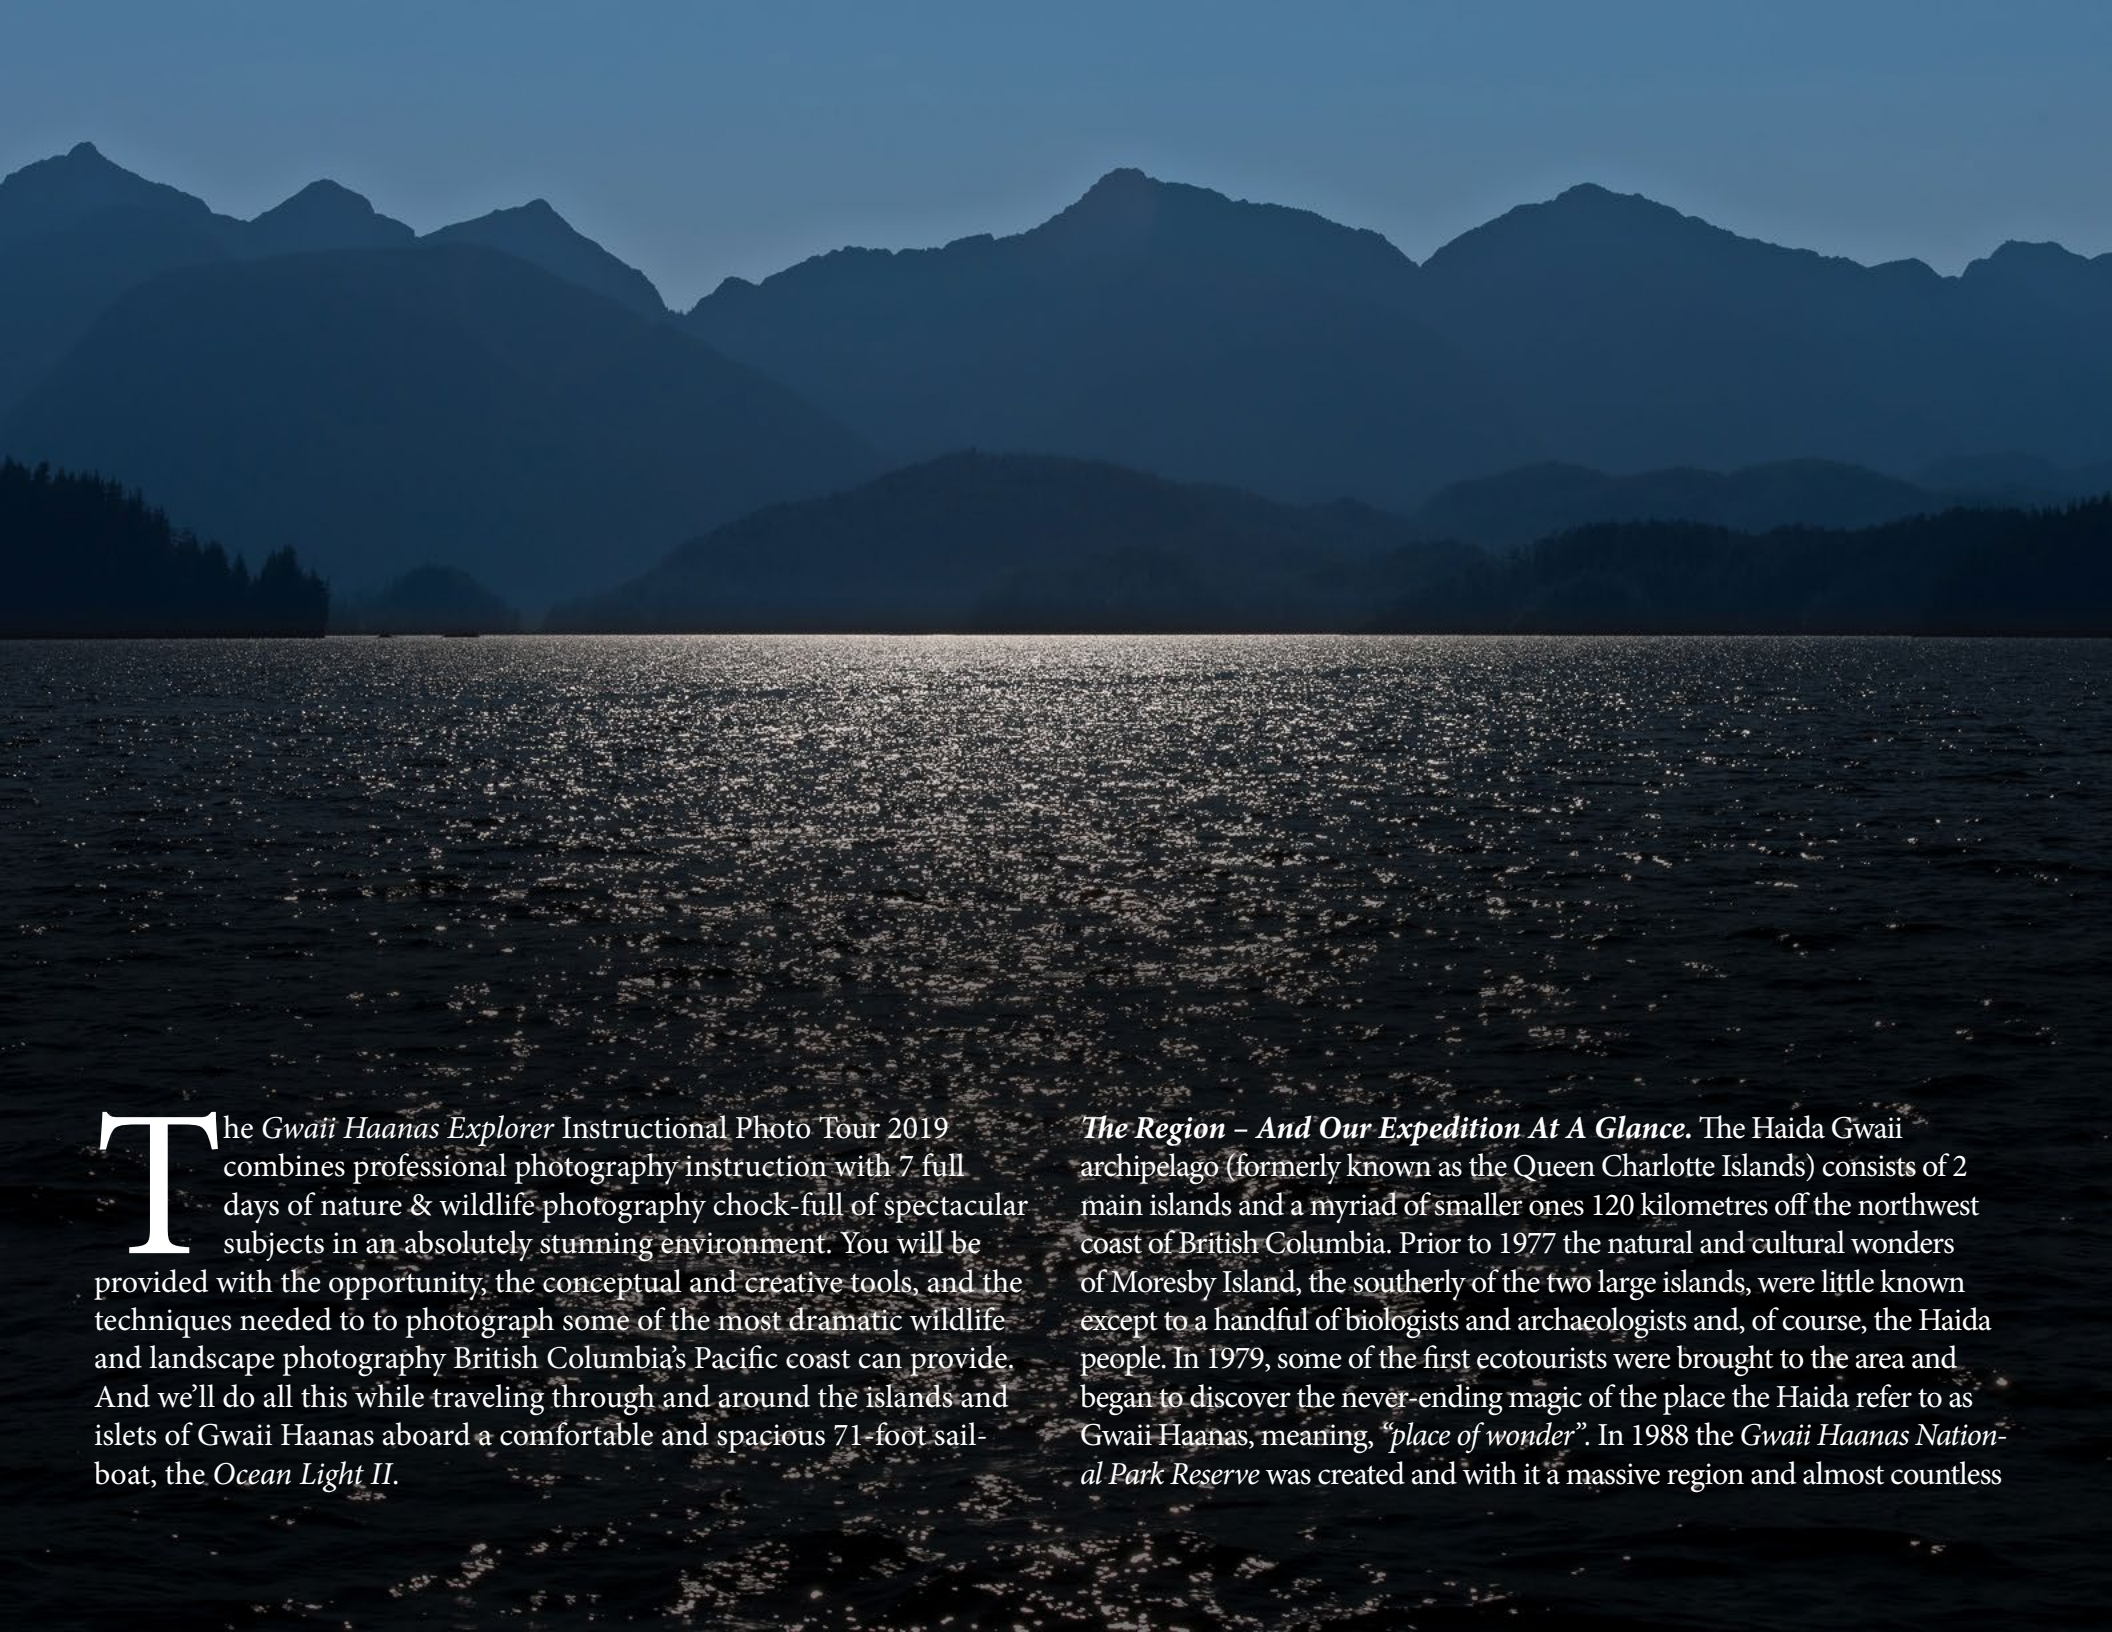 The Gwaii Haanas Explorer Instructional Photo Tour 2019
combines professional photography instruction with 7 full
days of nature & wildlife photography chock-full of spectacular
subjects in an absolutely stunning environment. You will be
provided with the opportunity, the conceptual and creative tools, and the
techniques needed to to photograph some of the most dramatic wildlife
and landscape photography British Columbia’s Pacific coast can provide.
And we’ll do all this while traveling through and around the islands and
islets of Gwaii Haanas aboard a comfortable and spacious 71-foot sail-
boat, the Ocean Light II.
The Region – And Our Expedition At A Glance. The Haida Gwaii
archipelago (formerly known as the Queen Charlotte Islands) consists of 2
main islands and a myriad of smaller ones 120 kilometres off the northwest
coast of British Columbia. Prior to 1977 the natural and cultural wonders
of Moresby Island, the southerly of the two large islands, were little known
except to a handful of biologists and archaeologists and, of course, the Haida
people. In 1979, some of the first ecotourists were brought to the area and
began to discover the never-ending magic of the place the Haida refer to as
Gwaii Haanas, meaning, “place of wonder”. In 1988 the Gwaii Haanas Nation-
al Park Reserve was created and with it a massive region and almost countless